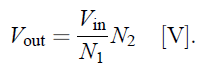 V_out = V_in / N_1 N_2 [V].